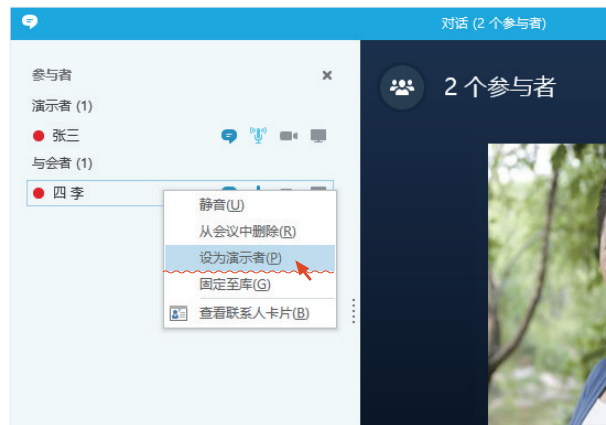 对话 (2 个参与者)
参与者
2 个参与者
演示者 (1)
张三
与会者 (1)
四 李
静音(U)
从会议中删除(R)
设为演示者(P)
固定至库(G)
查看联系人卡片(B)